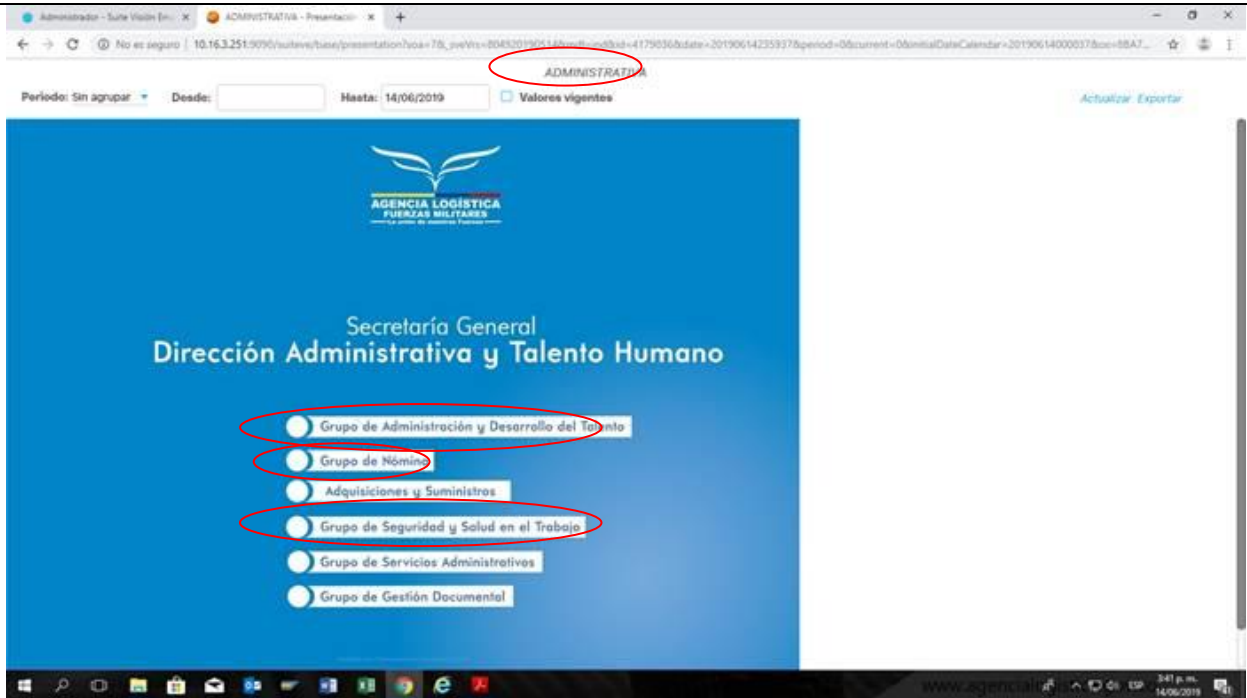 Administrador - Suite Visión Em
ADMINISTRATIVA - Presentación
No es seguro
ADMINISTRATIVA
Periodo: Sin agrupar
Desde:
Hasta: 14/06/2019
Valores vigentes
Actualizar Exportar
AGENCIA LOGÍSTICA
FUERZAS MILITARES
Secretaría General
Dirección Administrativa y Talento Humano
Grupo de Administración y Desarrollo del Talento
Grupo de Nómina
Adquisiciones y Suministros
Grupo de Seguridad y Salud en el Trabajo
Grupo de Servicios Administrativos
Grupo de Gestión Documental
ESP
3:41 p.m.
14/06/2019